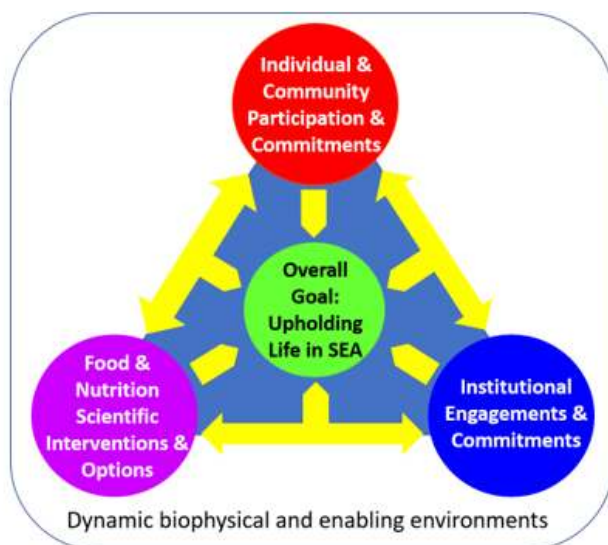 Individual &
Community
Participation &
Commitments
Overall
Goal:
Upholding
Life in SEA
Food &
Nutrition
Scientific
Interventions &
Options
Institutional
Engagements &
Commitments
Dynamic biophysical and enabling environments